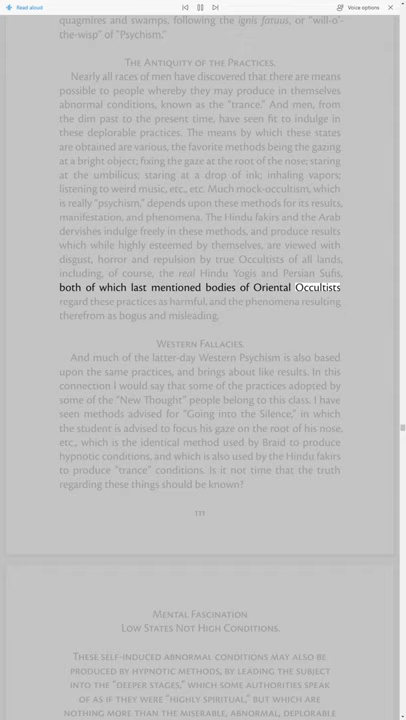 Read aloud
Voice options
quagmires and swamps, following the ignis fatuus, or “will-o’-
the-wisp” of “Psychism.”
The Antiquity of the Practices.
Nearly all races of men have discovered that there are means
possible to people whereby they may produce in themselves
abnormal conditions, known as the “trance.” And men, from
the dim past to the present time, have seen fit to indulge in
these deplorable practices. The means by which these states
are obtained are various, the favorite methods being the gazing
at a bright object; fixing the gaze at the root of the nose; staring
at the umbilicus; staring at a drop of ink; inhaling vapors;
listening to weird music, etc., etc. Much mock-occultism, which
is really “psychism,” depends upon these methods for its results,
manifestation, and phenomena. The Hindu fakirs and the Arab
dervishes indulge freely in these methods, and produce results
which while highly esteemed by themselves, are viewed with
disgust, horror and repulsion by true Occultists of all lands,
including, of course, the real Hindu Yogis and Persian Sufis,
both of which last mentioned bodies of Oriental Occultists
regard these practices as harmful, and the phenomena resulting
therefrom as bogus and misleading.
Western Fallacies.
And much of the latter-day Western Psychism is also based
upon the same practices, and brings about like results. In this
connection I would say that some of the practices adopted by
some of the “New Thought” people belong to this class. I have
seen methods advised for “Going into the Silence,” in which
the student is advised to focus his gaze on the root of his nose,
etc., which is the identical method used by Braid to produce
hypnotic conditions, and which is also used by the Hindu fakirs
to produce “trance” conditions. Is it not time that the truth
regarding these things should be known?
Mental Fascination
Low States Not High Conditions.
These self-induced abnormal conditions may also be
produced by hypnotic methods, by leading the subject
into the “deeper stages,” which some authorities speak
of as if they were “highly spiritual,” but which are
nothing more than the miserable, abnormal, deplorable